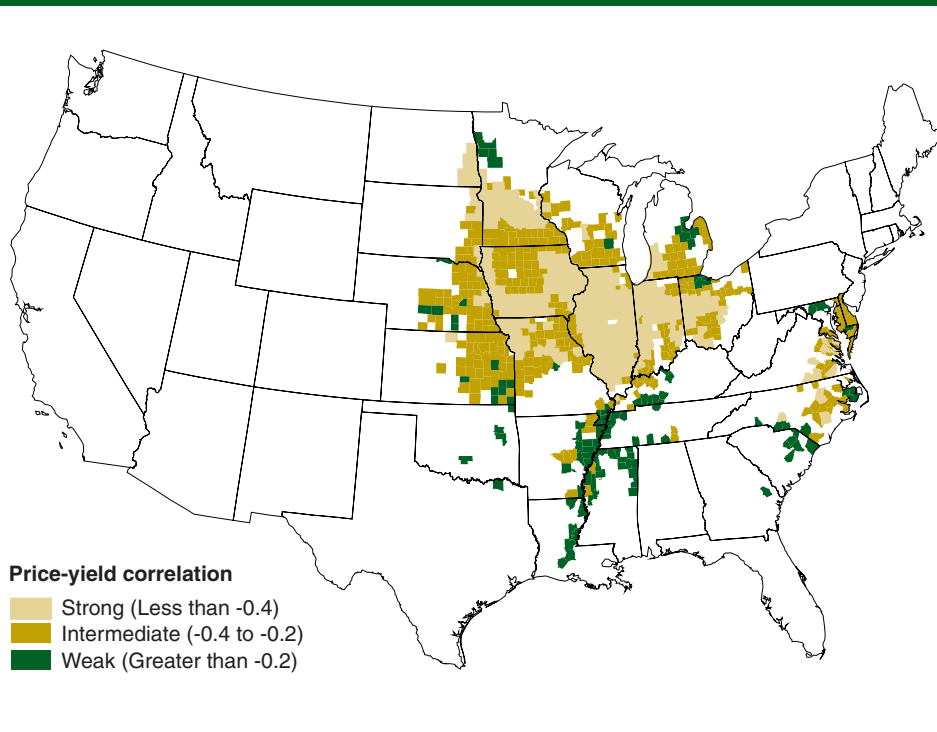 Price-yield correlation
Strong (Less than -0.4)
Intermediate (-0.4 to -0.2)
Weak (Greater than -0.2)